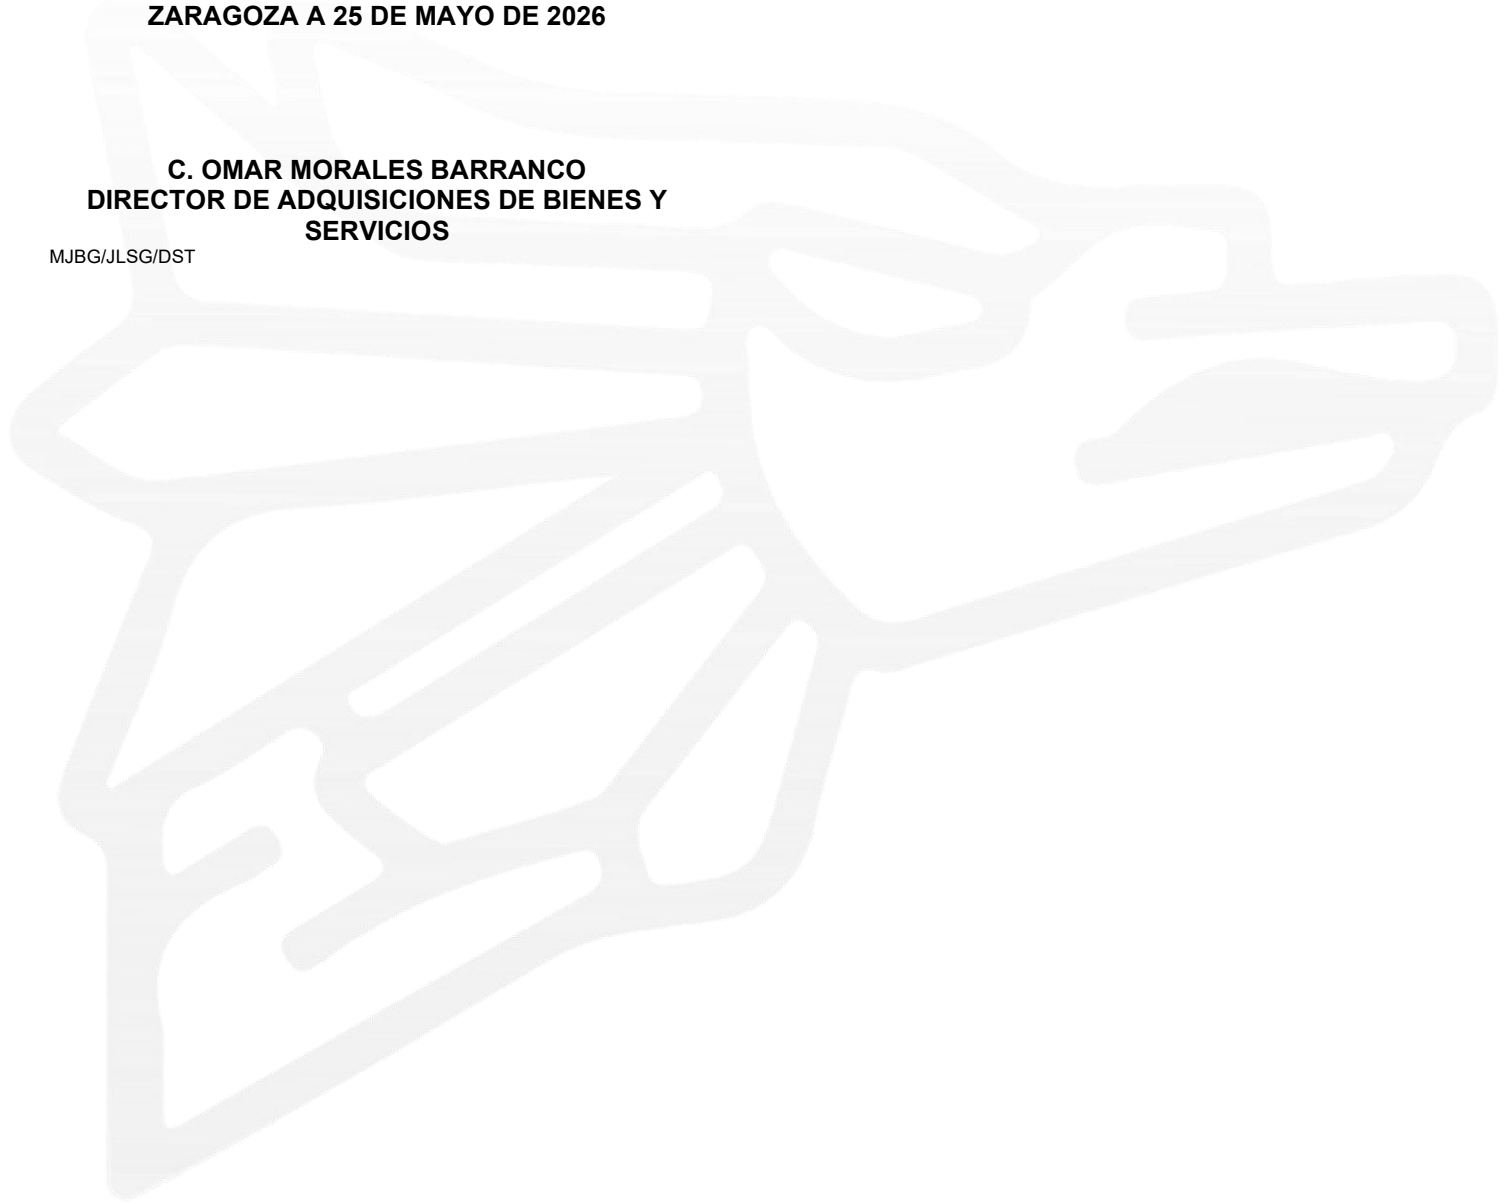 ZARAGOZA A 25 DE MAYO DE 2026
C. OMAR MORALES BARRANCO
DIRECTOR DE ADQUISICIONES DE BIENES Y
SERVICIOS
MJBG/JLSG/DST